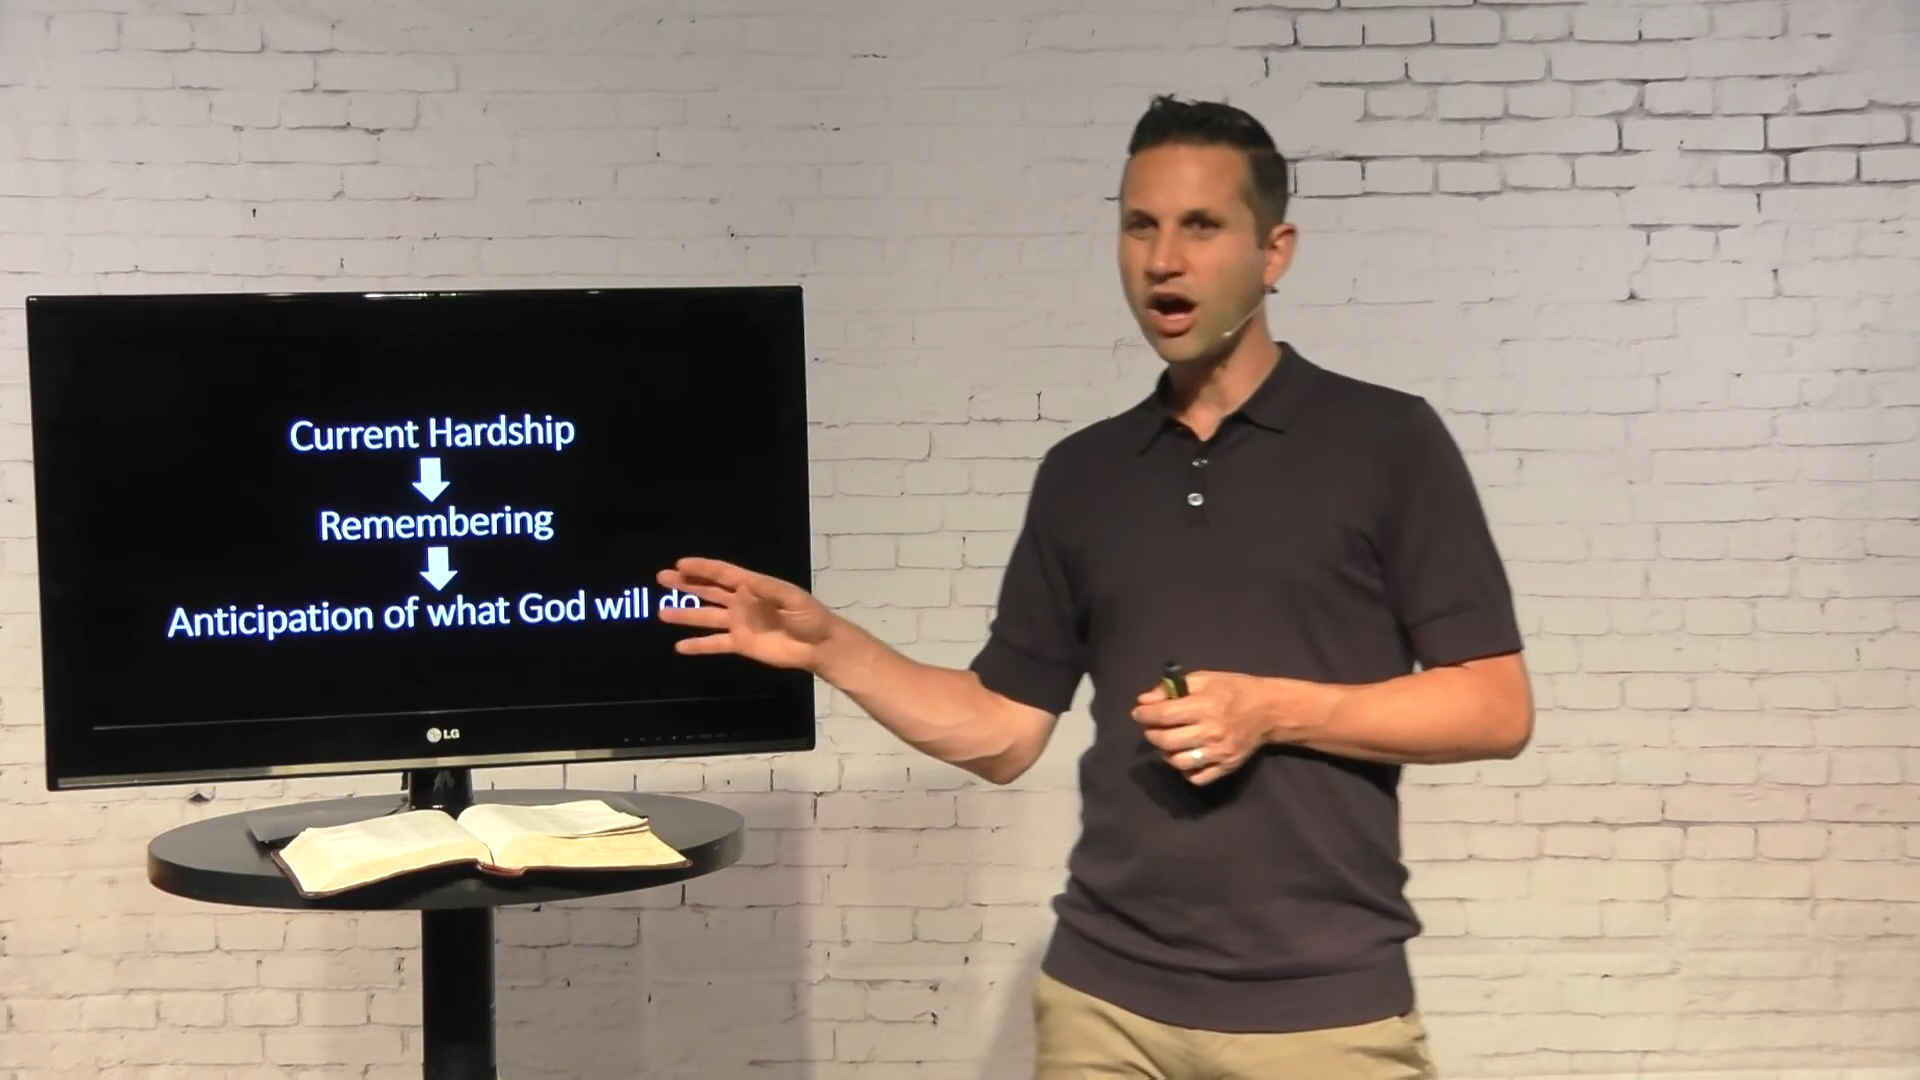 Current Hardship
Remembering
Anticipation of what God will do
LG